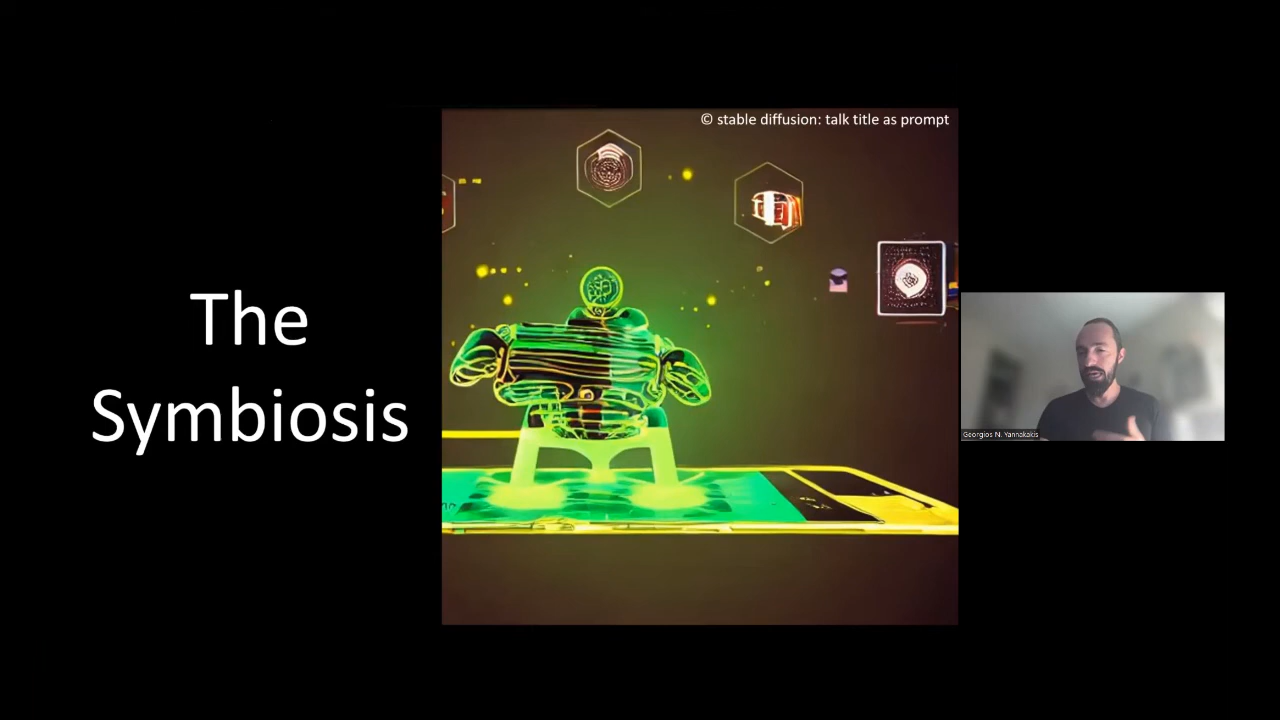 © stable diffusion: talk title as prompt
The
Symbiosis
Georgios N. Yannakakis